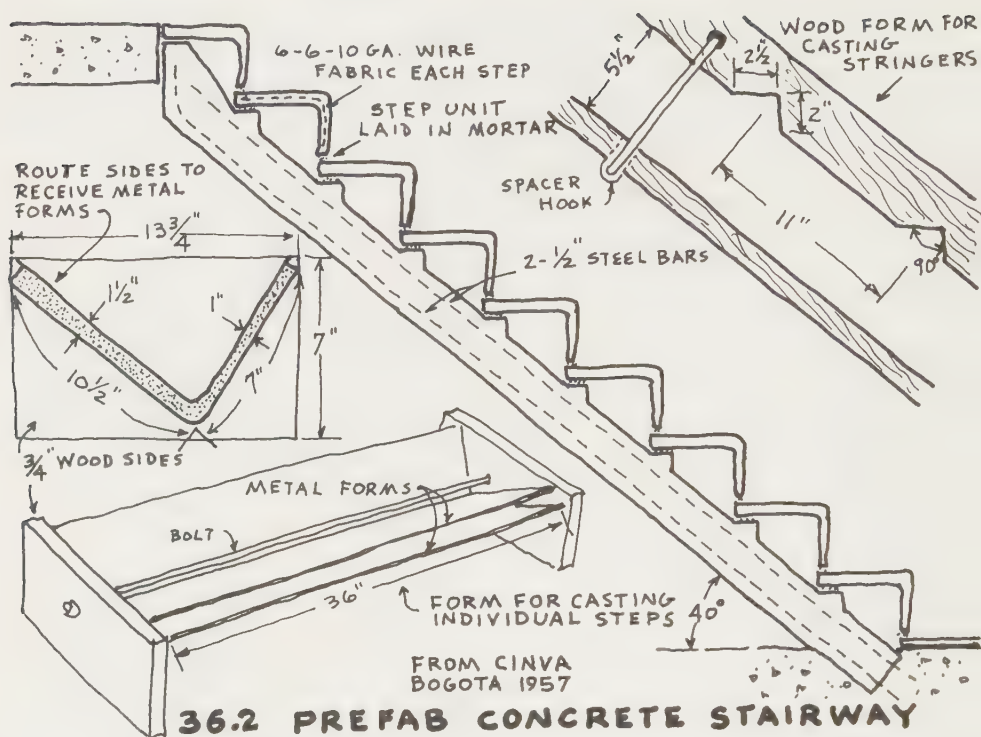 6-6-10 GA. WIRE
FABRIC EACH STEP
STEP UNIT
LAID IN MORTAR
5½"
2½"
2"
WOOD FORM FOR
CASTING
STRINGERS
SPACER
HOOK
11"
90°
ROUTE SIDES TO
RECEIVE METAL
FORMS
13¾"
1½"
1"
7"
10½"
7"
¾" WOOD SIDES
2-½" STEEL BARS
METAL FORMS
BOLT
36"
FORM FOR CASTING
INDIVIDUAL STEPS
40°
FROM CINVA
BOGOTA 1957
36.2 PREFAB CONCRETE STAIRWAY